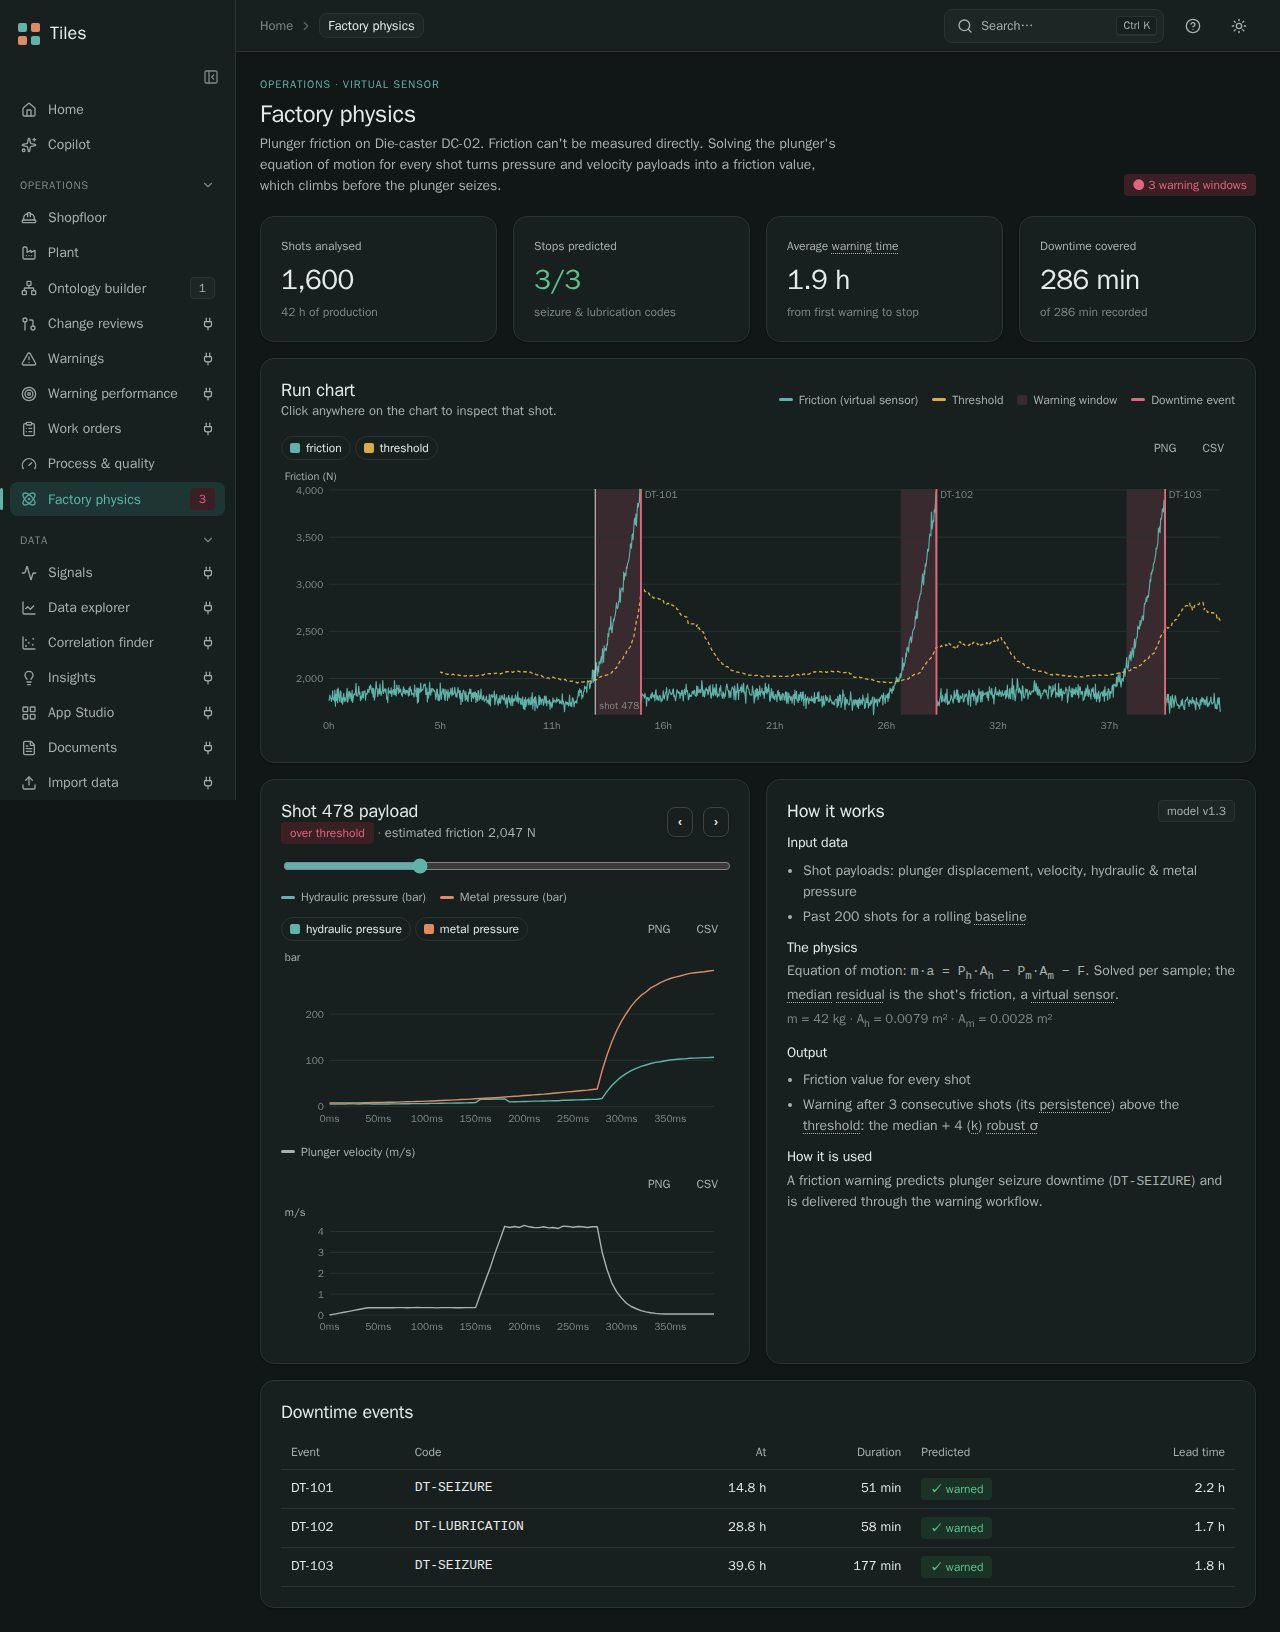 Tiles
Home
Copilot
OPERATIONS
Shopfloor
Plant
Ontology builder 1
Change reviews
Warnings
Warning performance
Work orders
Process & quality
Factory physics 3
DATA
Signals
Data explorer
Correlation finder
Insights
App Studio
Documents
Import data
Home Factory physics
Search··· Ctrl K
OPERATIONS · VIRTUAL SENSOR
Factory physics
Plunger friction on Die-caster DC-02. Friction can't be measured directly. Solving the plunger's
equation of motion for every shot turns pressure and velocity payloads into a friction value,
which climbs before the plunger seizes.
3 warning windows
Shots analysed
1,600
42 h of production
Stops predicted
3/3
seizure & lubrication codes
Average warning time
1.9 h
from first warning to stop
Downtime covered
286 min
of 286 min recorded
Run chart
Click anywhere on the chart to inspect that shot.
Friction (virtual sensor) Threshold Warning window Downtime event
friction threshold PNG CSV
Friction (N)
4,000
3,500
3,000
2,500
2,000
DT-101 DT-102 DT-103
shot 478
0h 5h 11h 16h 21h 26h 32h 37h
Shot 478 payload
over threshold · estimated friction 2,047 N
‹ ›
Hydraulic pressure (bar) Metal pressure (bar)
hydraulic pressure metal pressure PNG CSV
bar
200
100
0
0ms 50ms 100ms 150ms 200ms 250ms 300ms 350ms
Plunger velocity (m/s)
PNG CSV
m/s
4
3
2
1
0
0ms 50ms 100ms 150ms 200ms 250ms 300ms 350ms
How it works model v1.3
Input data
• Shot payloads: plunger displacement, velocity, hydraulic & metal
pressure
• Past 200 shots for a rolling baseline
The physics
Equation of motion: m·a = Ph·Ah − Pm·Am − F. Solved per sample; the
median residual is the shot's friction, a virtual sensor.
m = 42 kg · Ah = 0.0079 m² · Am = 0.0028 m²
Output
• Friction value for every shot
• Warning after 3 consecutive shots (its persistence) above the
threshold: the median + 4 (k) robust σ
How it is used
A friction warning predicts plunger seizure downtime (DT-SEIZURE) and
is delivered through the warning workflow.
Downtime events
Event Code At Duration Predicted Lead time
DT-101 DT-SEIZURE 14.8 h 51 min ✓ warned 2.2 h
DT-102 DT-LUBRICATION 28.8 h 58 min ✓ warned 1.7 h
DT-103 DT-SEIZURE 39.6 h 177 min ✓ warned 1.8 h